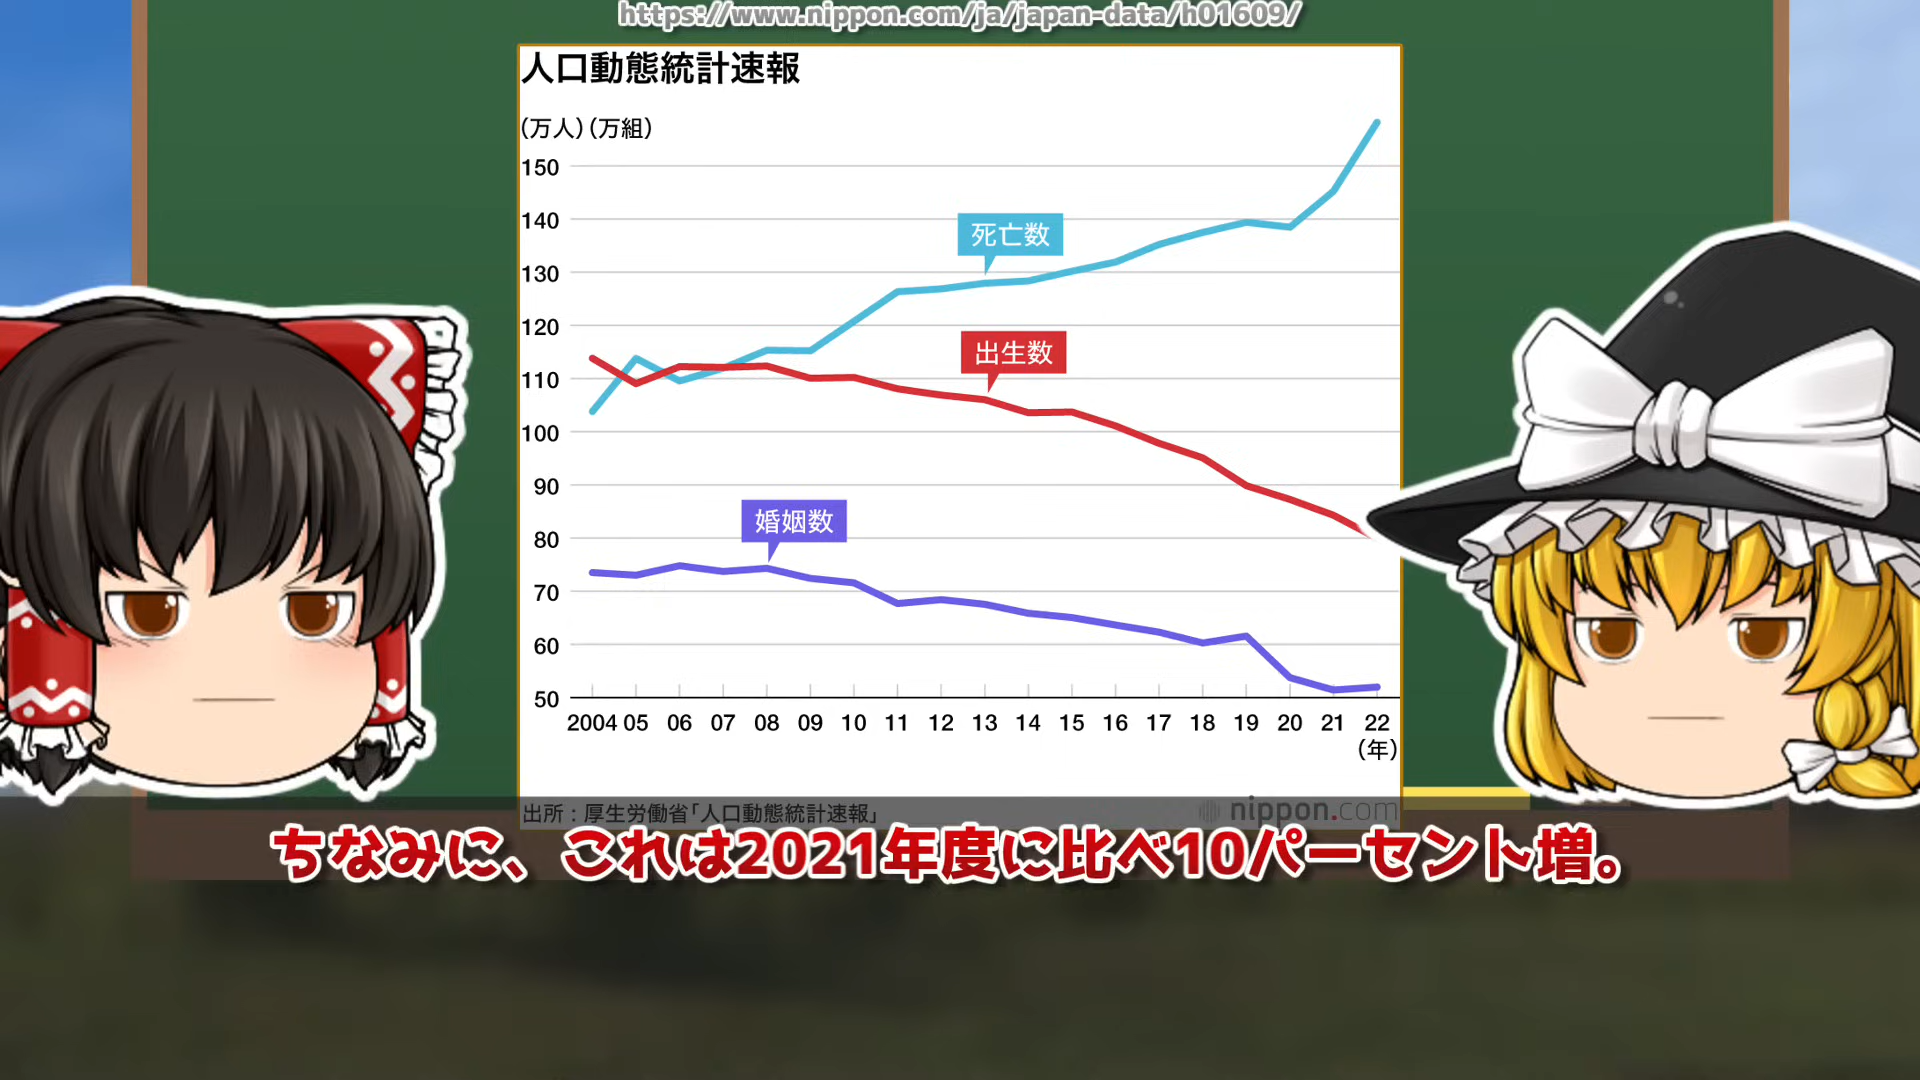 https://www.nippon.com/ja/japan-data/h01609/
人口動態統計速報
(万人)(万組)
150
140
130
120
110
100
90
80
70
60
50
死亡数
出生数
婚姻数
2004 05 06 07 08 09 10 11 12 13 14 15 16 17 18 19 20 21 22
(年)
出所：厚生労働省「人口動態統計速報」
nippon.com
ちなみに、これは2021年度に比べ10パーセント増。